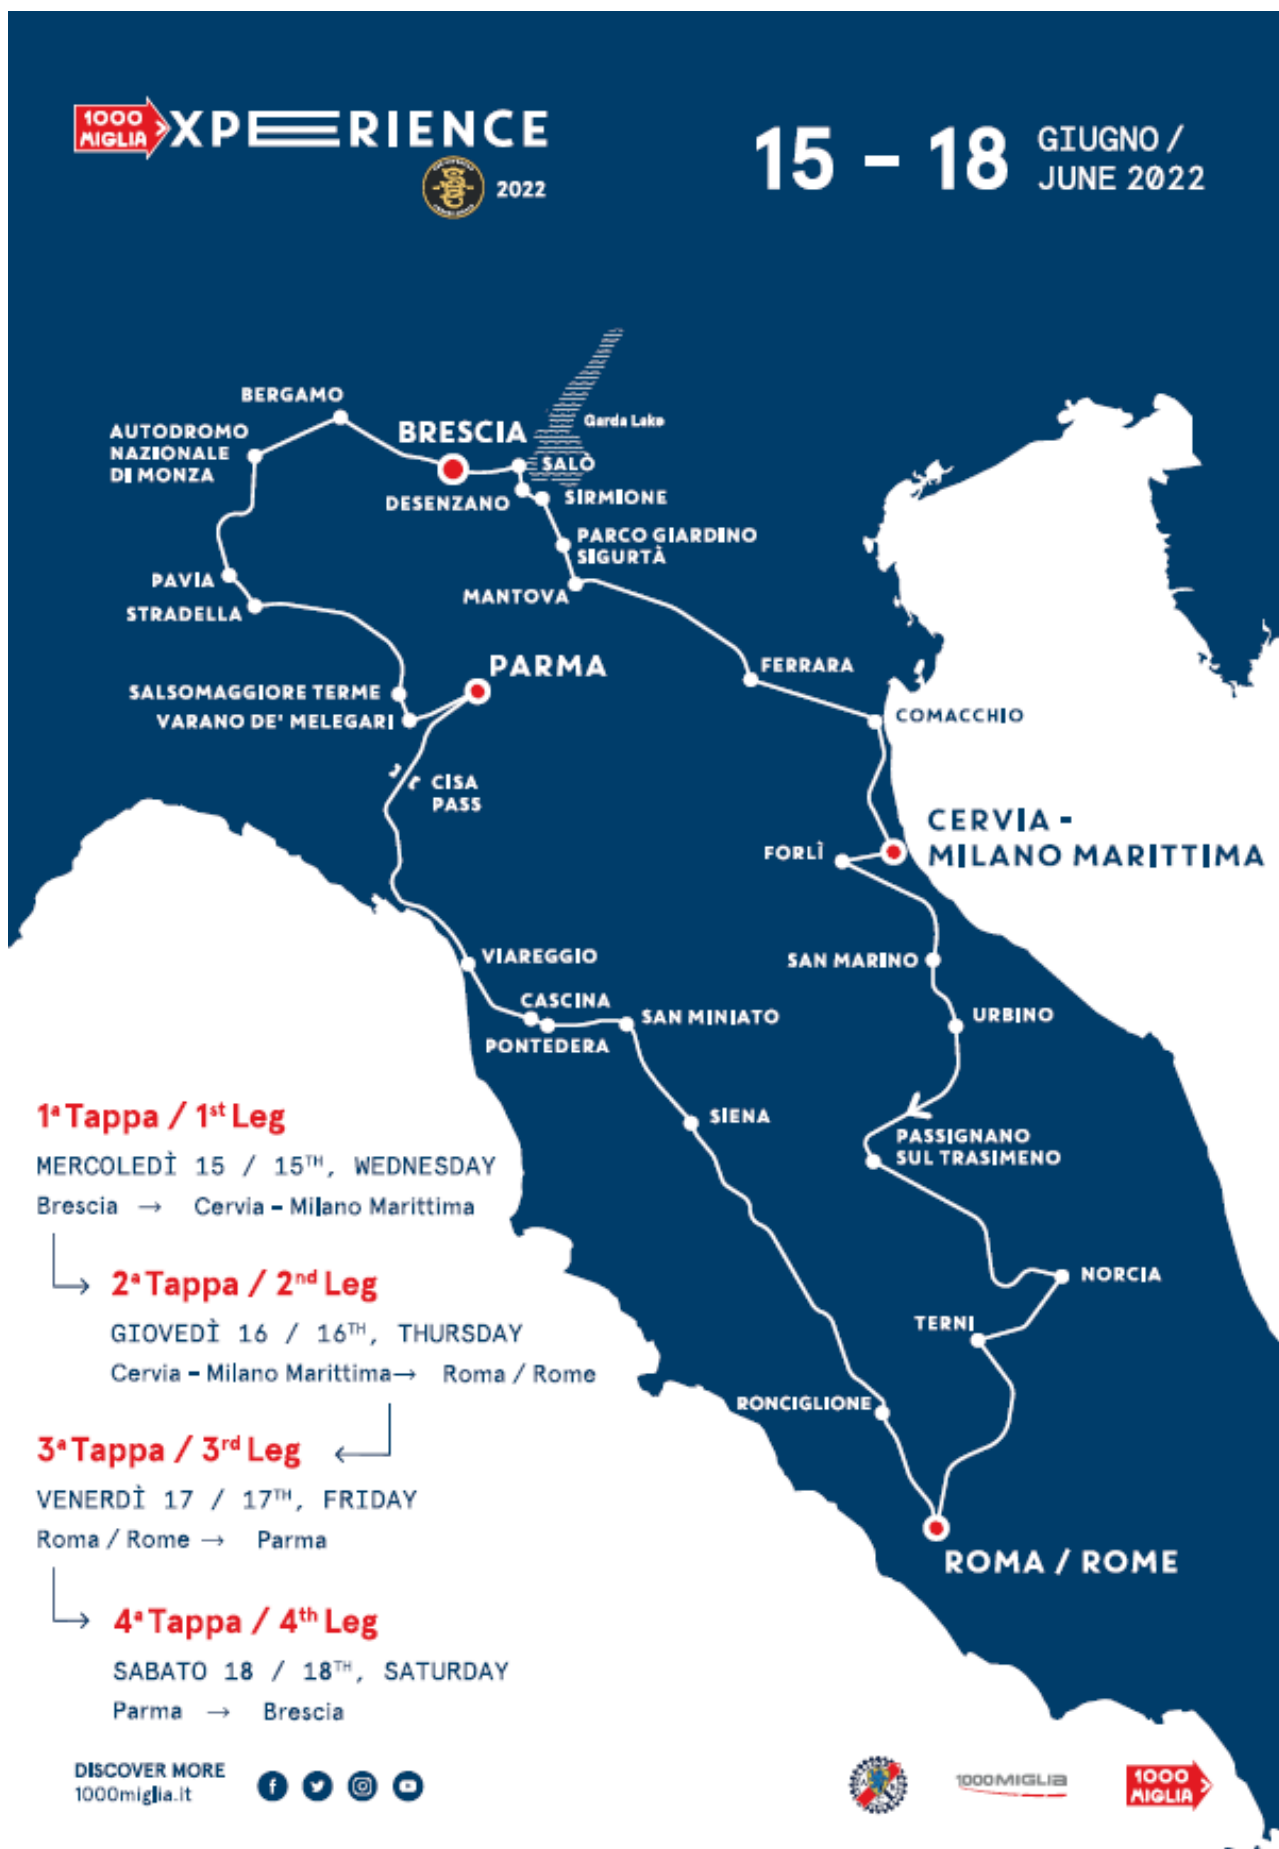 1000
MIGLIA
XPERIENCE
2022
15 - 18
GIUGNO /
JUNE 2022
BERGAMO
AUTODROMO
NAZIONALE
DI MONZA
BRESCIA
Garda Lake
SALÒ
DESENZANO
SIRMIONE
PARCO GIARDINO
SIGURTÀ
PAVIA
MANTOVA
STRADELLA
PARMA
FERRARA
SALSOMAGGIORE TERME
VARANO DE' MELEGARI
COMACCHIO
CISA
PASS
CERVIA -
MILANO MARITTIMA
FORLÌ
VIAREGGIO
SAN MARINO
CASCINA
SAN MINIATO
URBINO
PONTEDERA
SIENA
PASSIGNANO
SUL TRASIMENO
NORCIA
TERNI
RONCIGLIONE
ROMA / ROME
1ª Tappa / 1st Leg
MERCOLEDÌ 15 / 15TH, WEDNESDAY
Brescia → Cervia - Milano Marittima
2ª Tappa / 2nd Leg
GIOVEDÌ 16 / 16TH, THURSDAY
Cervia - Milano Marittima → Roma / Rome
3ª Tappa / 3rd Leg
VENERDÌ 17 / 17TH, FRIDAY
Roma / Rome → Parma
4ª Tappa / 4th Leg
SABATO 18 / 18TH, SATURDAY
Parma → Brescia
DISCOVER MORE
1000miglia.it
1000MIGLIA
1000
MIGLIA